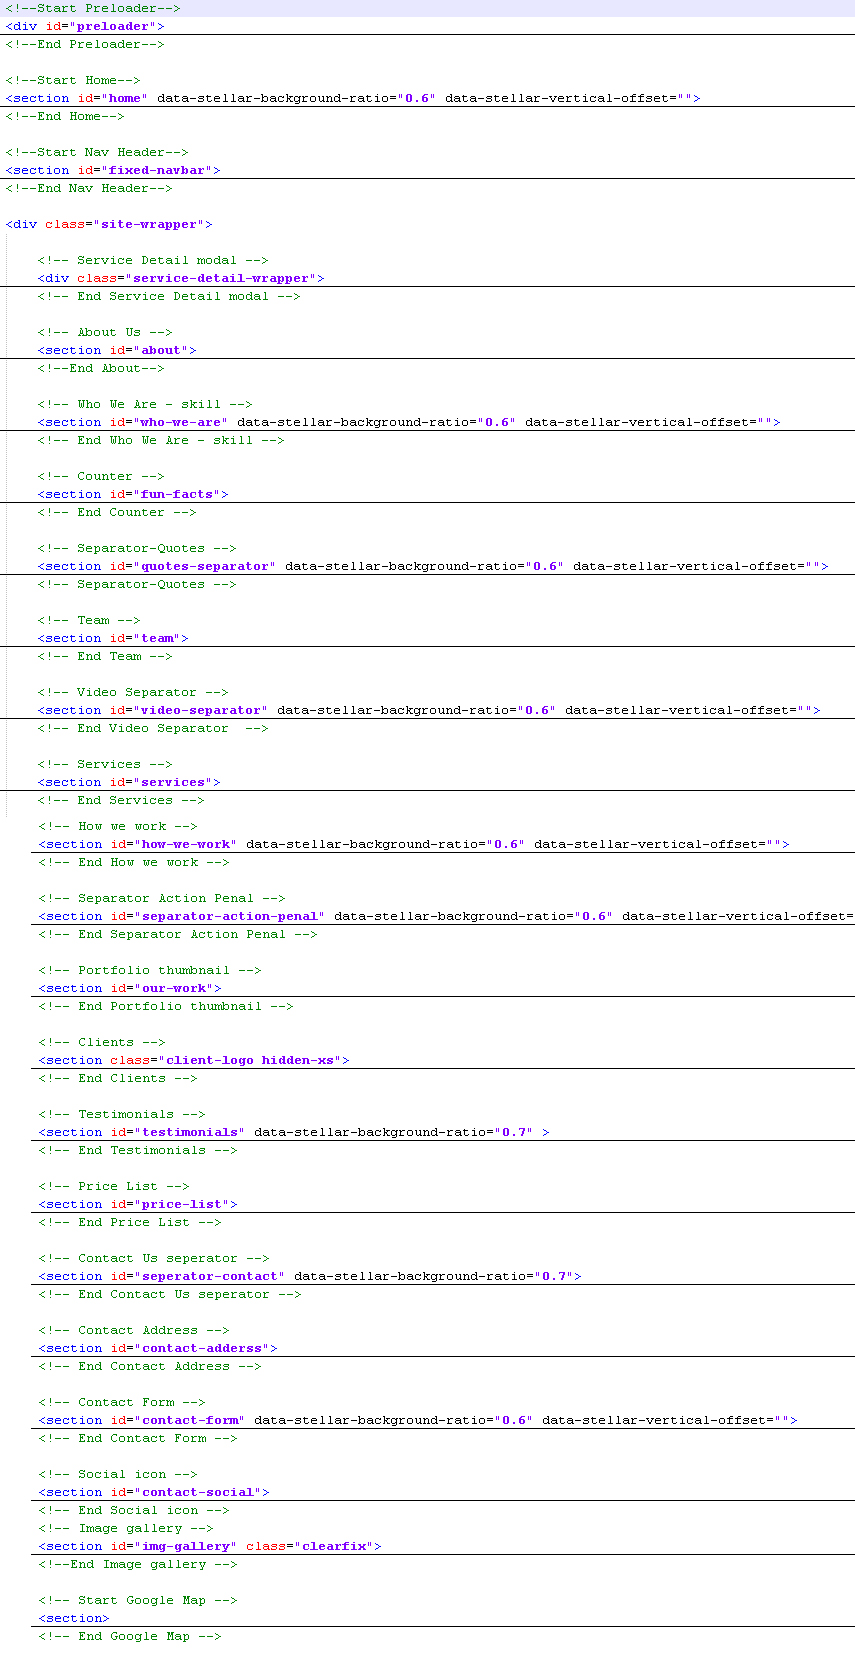 <!--Start Preloader-->
<div id="preloader">
<!--End Preloader-->
<!--Start Home-->
<section id="home" data-stellar-background-ratio="0.6" data-stellar-vertical-offset="">
<!--End Home-->
<!--Start Nav Header-->
<section id="fixed-navbar">
<!--End Nav Header-->
<div class="site-wrapper">
<!-- Service Detail modal -->
<div class="service-detail-wrapper">
<!-- End Service Detail modal -->
<!-- About Us -->
<section id="about">
<!--End About-->
<!-- Who We Are - skill -->
<section id="who-we-are" data-stellar-background-ratio="0.6" data-stellar-vertical-offset="">
<!-- End Who We Are - skill -->
<!-- Counter -->
<section id="fun-facts">
<!-- End Counter -->
<!-- Separator-Quotes -->
<section id="quotes-separator" data-stellar-background-ratio="0.6" data-stellar-vertical-offset="">
<!-- Separator-Quotes -->
<!-- Team -->
<section id="team">
<!-- End Team -->
<!-- Video Separator -->
<section id="video-separator" data-stellar-background-ratio="0.6" data-stellar-vertical-offset="">
<!-- End Video Separator  -->
<!-- Services -->
<section id="services">
<!-- End Services -->
<!-- How we work -->
<section id="how-we-work" data-stellar-background-ratio="0.6" data-stellar-vertical-offset="">
<!-- End How we work -->
<!-- Separator Action Penal -->
<section id="separator-action-penal" data-stellar-background-ratio="0.6" data-stellar-vertical-offset=
<!-- End Separator Action Penal -->
<!-- Portfolio thumbnail -->
<section id="our-work">
<!-- End Portfolio thumbnail -->
<!-- Clients -->
<section class="client-logo hidden-xs">
<!-- End Clients -->
<!-- Testimonials -->
<section id="testimonials" data-stellar-background-ratio="0.7" >
<!-- End Testimonials -->
<!-- Price List -->
<section id="price-list">
<!-- End Price List -->
<!-- Contact Us seperator -->
<section id="seperator-contact" data-stellar-background-ratio="0.7">
<!-- End Contact Us seperator -->
<!-- Contact Address -->
<section id="contact-adderss">
<!-- End Contact Address -->
<!-- Contact Form -->
<section id="contact-form" data-stellar-background-ratio="0.6" data-stellar-vertical-offset="">
<!-- End Contact Form -->
<!-- Social icon -->
<section id="contact-social">
<!-- End Social icon -->
<!-- Image gallery -->
<section id="img-gallery" class="clearfix">
<!--End Image gallery -->
<!-- Start Google Map -->
<section>
<!-- End Google Map -->